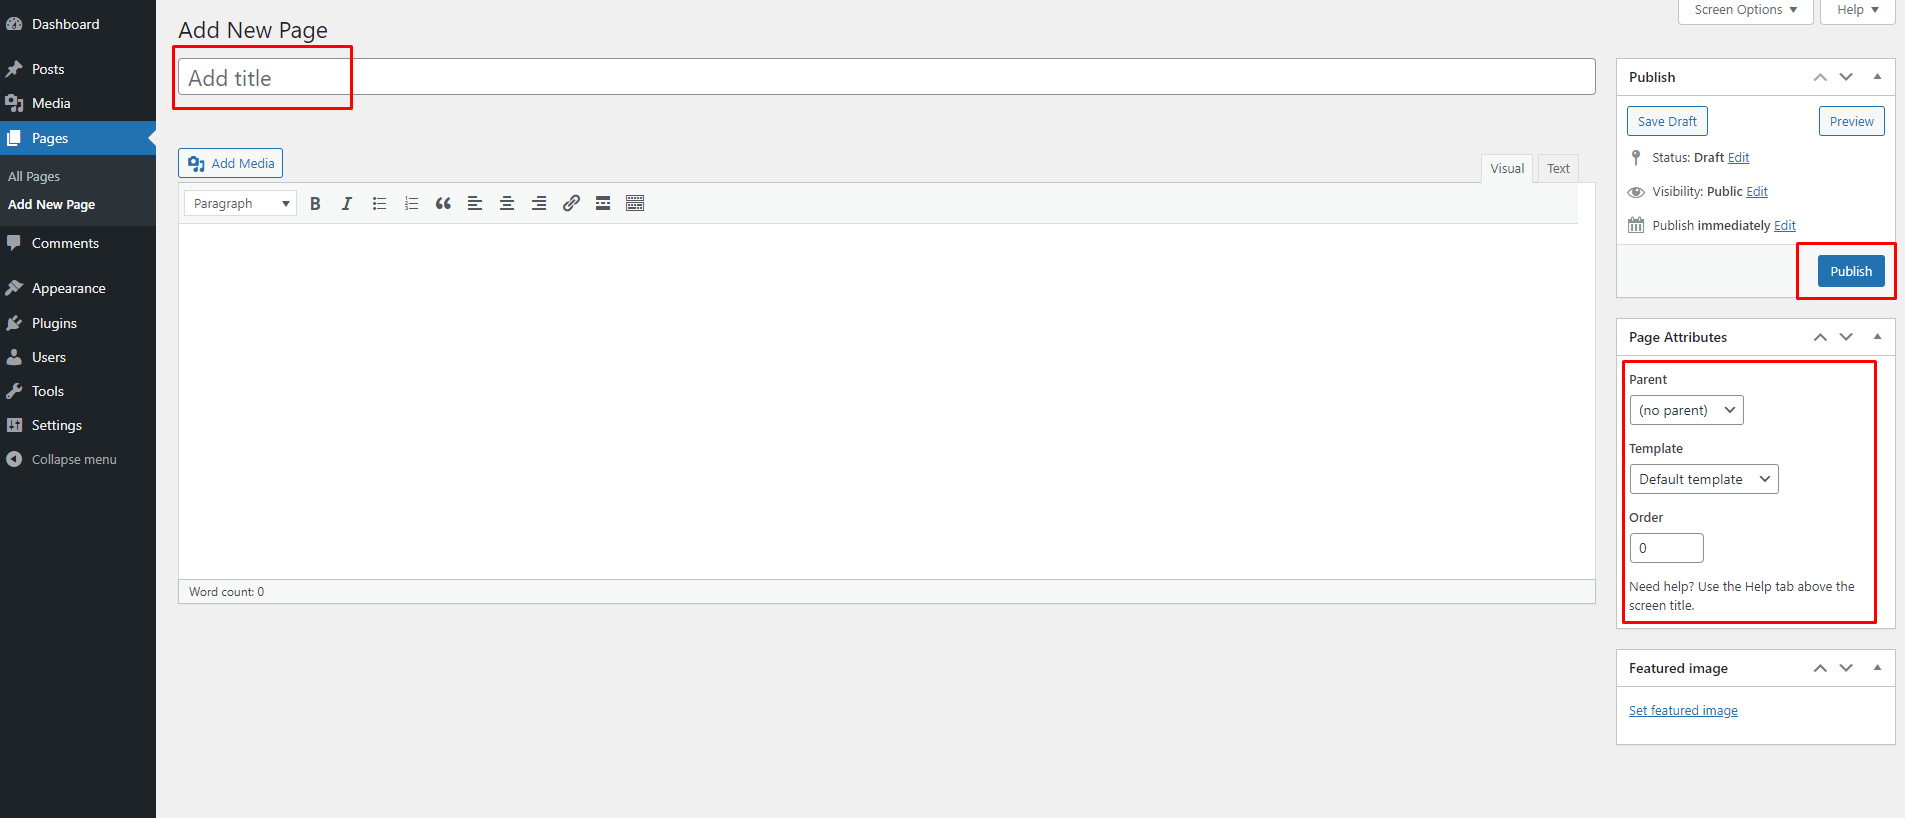 Dashboard
Posts
Media
Pages
All Pages
Add New Page
Comments
Appearance
Plugins
Users
Tools
Settings
Collapse menu
Screen Options
Help
Add New Page
Add title
Add Media
Visual
Text
Paragraph
Word count: 0
Publish
Save Draft
Preview
Status: Draft Edit
Visibility: Public Edit
Publish immediately Edit
Publish
Page Attributes
Parent
(no parent)
Template
Default template
Order
0
Need help? Use the Help tab above the
screen title.
Featured image
Set featured image